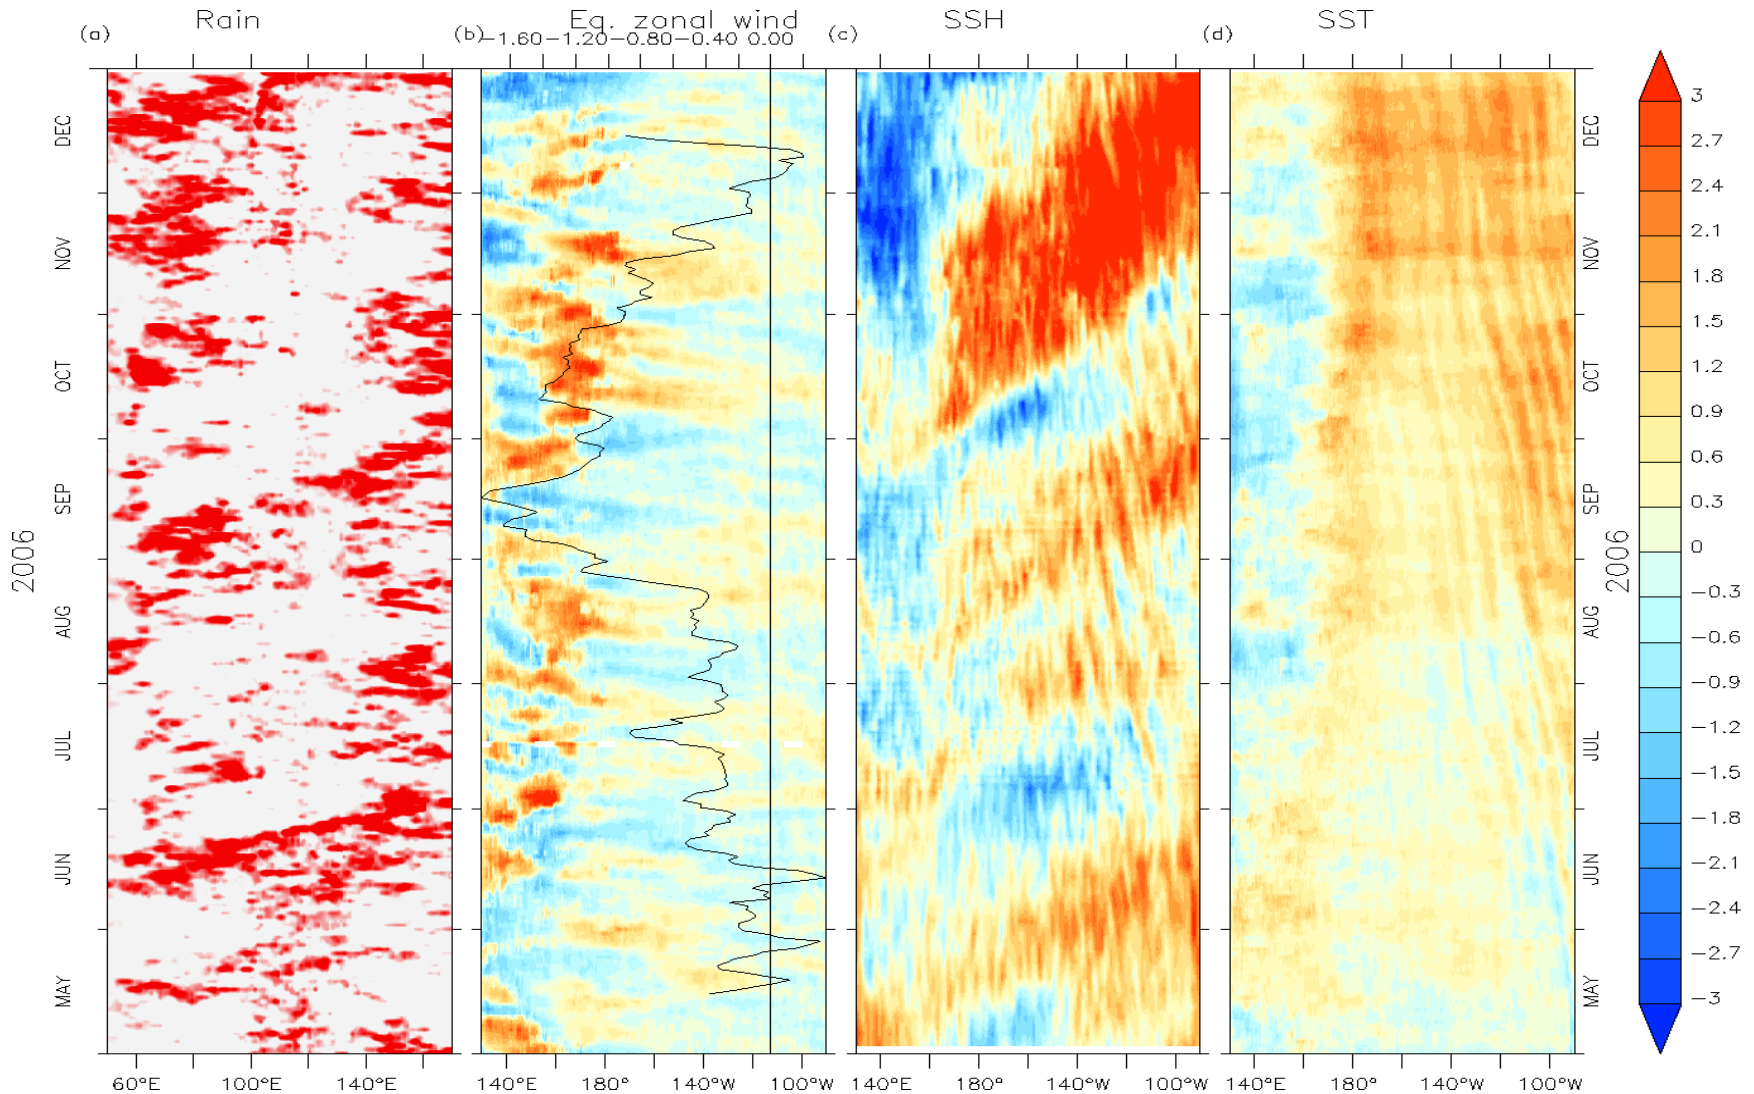 (a) Rain
(b) Eq. zonal wind
−1.60 −1.20 −0.80 −0.40 0.00
(c) SSH
(d) SST
DEC
NOV
OCT
SEP
AUG
JUL
JUN
MAY
2006
DEC
NOV
OCT
SEP
AUG
JUL
JUN
MAY
2006
60°E 100°E 140°E
140°E 180° 140°W 100°W
140°E 180° 140°W 100°W
140°E 180° 140°W 100°W
3
2.7
2.4
2.1
1.8
1.5
1.2
0.9
0.6
0.3
0
−0.3
−0.6
−0.9
−1.2
−1.5
−1.8
−2.1
−2.4
−2.7
−3